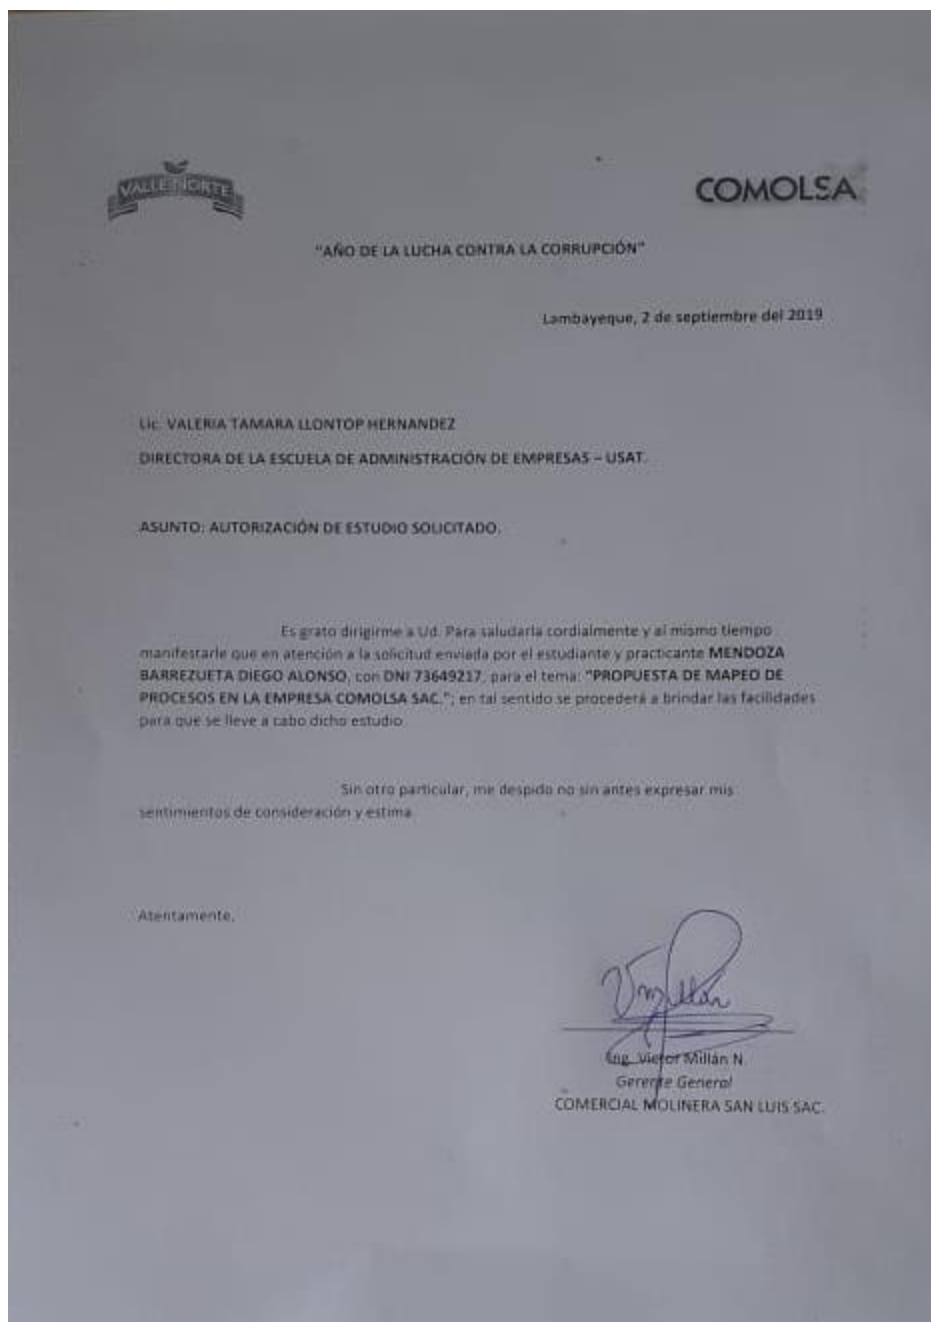 VALLE NORTE
COMOLSA
"AÑO DE LA LUCHA CONTRA LA CORRUPCIÓN"
Lambayeque, 2 de septiembre del 2019
Lic. VALERIA TAMARA LLONTOP HERNANDEZ
DIRECTORA DE LA ESCUELA DE ADMINISTRACIÓN DE EMPRESAS – USAT.
ASUNTO: AUTORIZACIÓN DE ESTUDIO SOLICITADO.
Es grato dirigirme a Ud. Para saludarla cordialmente y al mismo tiempo
manifestarle que en atención a la solicitud enviada por el estudiante y practicante MENDOZA
BARREZUETA DIEGO ALONSO, con DNI 73649217, para el tema: "PROPUESTA DE MAPEO DE
PROCESOS EN LA EMPRESA COMOLSA SAC."; en tal sentido se procederá a brindar las facilidades
para que se lleve a cabo dicho estudio.
Sin otro particular, me despido no sin antes expresar mis
sentimientos de consideración y estima.
Atentamente,
Ing. Victor Millán N.
Gerente General
COMERCIAL MOLINERA SAN LUIS SAC.